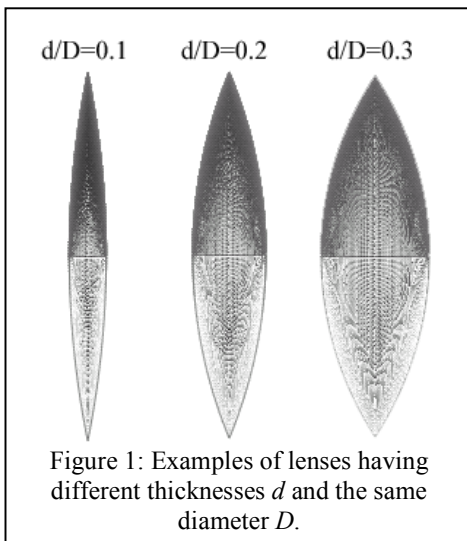 d/D=0.1 d/D=0.2 d/D=0.3
Figure 1: Examples of lenses having
different thicknesses d and the same
diameter D.